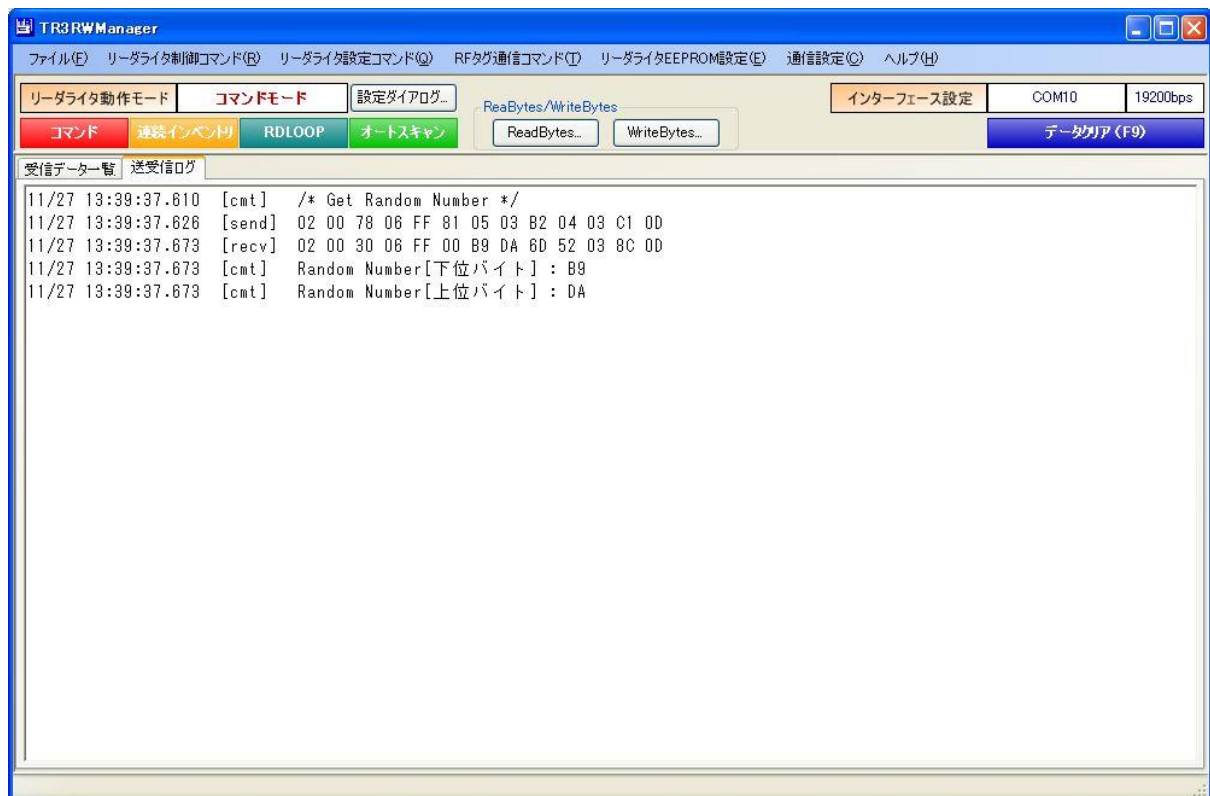 TR3RWManager
ファイル(F) リーダライタ制御コマンド(R) リーダライタ設定コマンド(Q) RFタグ通信コマンド(T) リーダライタEEPROM設定(E) 通信設定(C) ヘルプ(H)
リーダライタ動作モード コマンドモード 設定ダイアログ... ReaBytes/WriteBytes インターフェース設定 COM10 19200bps
コマンド 連続インベントリ RDLOOP オートスキャン ReadBytes... WriteBytes... データクリア(F9)
受信データ一覧 送受信ログ
11/27 13:39:37.610 [cmt] /* Get Random Number */
11/27 13:39:37.626 [send] 02 00 78 06 FF 81 05 03 B2 04 03 C1 0D
11/27 13:39:37.673 [recv] 02 00 30 06 FF 00 B9 DA 6D 52 03 8C 0D
11/27 13:39:37.673 [cmt] Random Number[下位バイト] : B9
11/27 13:39:37.673 [cmt] Random Number[上位バイト] : DA